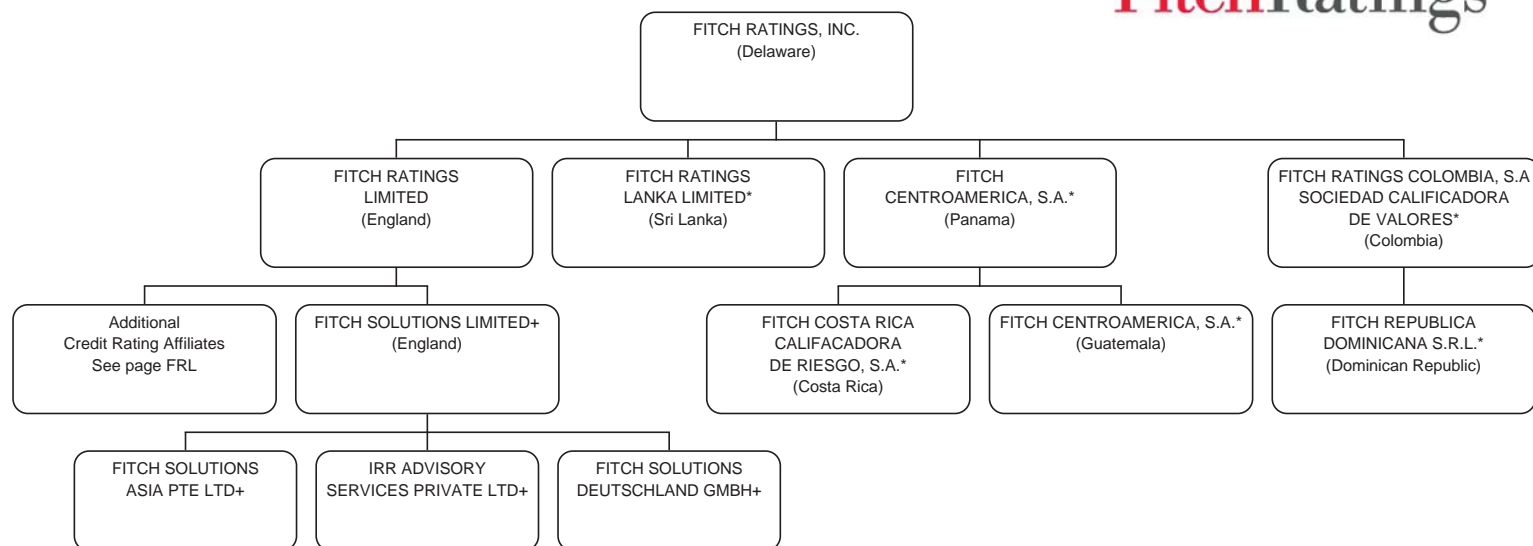 FitchRatings
FITCH RATINGS, INC.
(Delaware)
FITCH RATINGS
LIMITED
(England)
FITCH RATINGS
LANKA LIMITED*
(Sri Lanka)
FITCH
CENTROAMERICA, S.A.*
(Panama)
FITCH RATINGS COLOMBIA, S.A
SOCIEDAD CALIFICADORA
DE VALORES*
(Colombia)
Additional
Credit Rating Affiliates
See page FRL
FITCH SOLUTIONS LIMITED+
(England)
FITCH COSTA RICA
CALIFACADORA
DE RIESGO, S.A.*
(Costa Rica)
FITCH CENTROAMERICA, S.A.*
(Guatemala)
FITCH REPUBLICA
DOMINICANA S.R.L.*
(Dominican Republic)
FITCH SOLUTIONS
ASIA PTE LTD+
IRR ADVISORY
SERVICES PRIVATE LTD+
FITCH SOLUTIONS
DEUTSCHLAND GMBH+